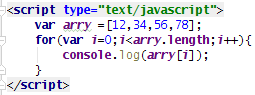 <script type="text/javascript">
var arry =[12,34,56,78];
for(var i=0;i<arry.length;i++){
console.log(arry[i]);
}
</script>